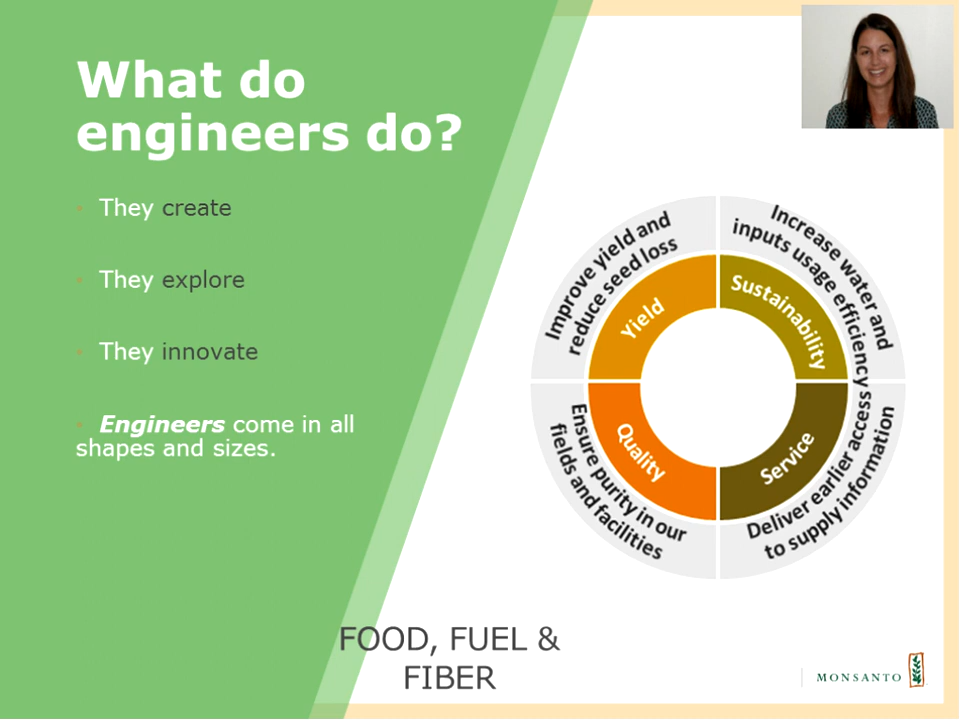 What do
engineers do?
• They create
• They explore
• They innovate
• Engineers come in all
shapes and sizes.
Improve yield and
reduce seed loss
Yield
Increase water and
inputs usage efficiency
Sustainability
Quality
Ensure purity in our
fields and facilities
Service
Deliver earlier access
to supply information
FOOD, FUEL &
FIBER
MONSANTO